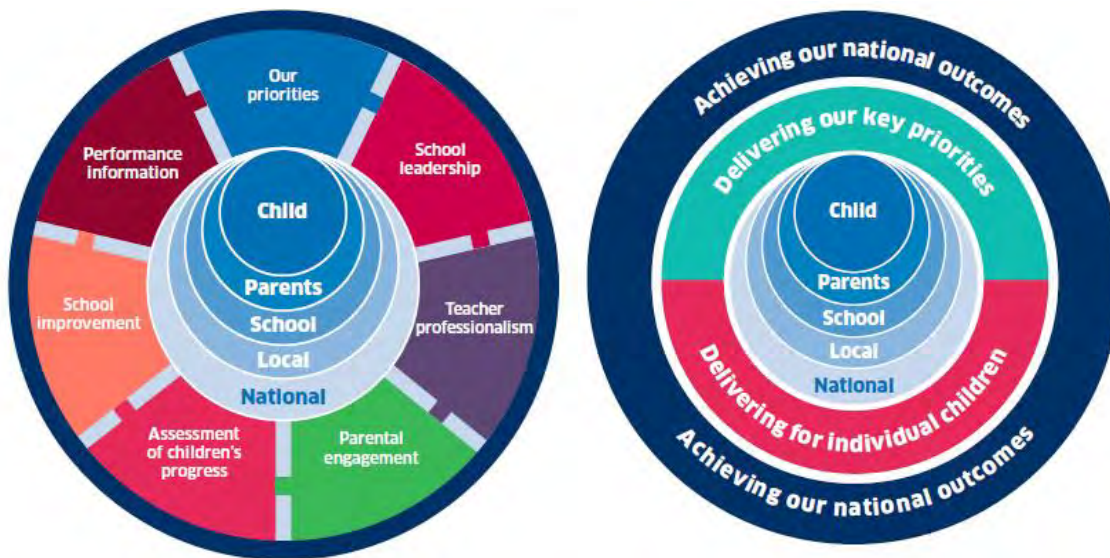 Our
priorities
School
leadership
Teacher
professionalism
Parental
engagement
Assessment
of children's
progress
School
improvement
Performance
information
Child
Parents
School
Local
National
Achieving our national outcomes
Delivering our key priorities
Child
Parents
School
Local
National
Delivering for individual children
Achieving our national outcomes